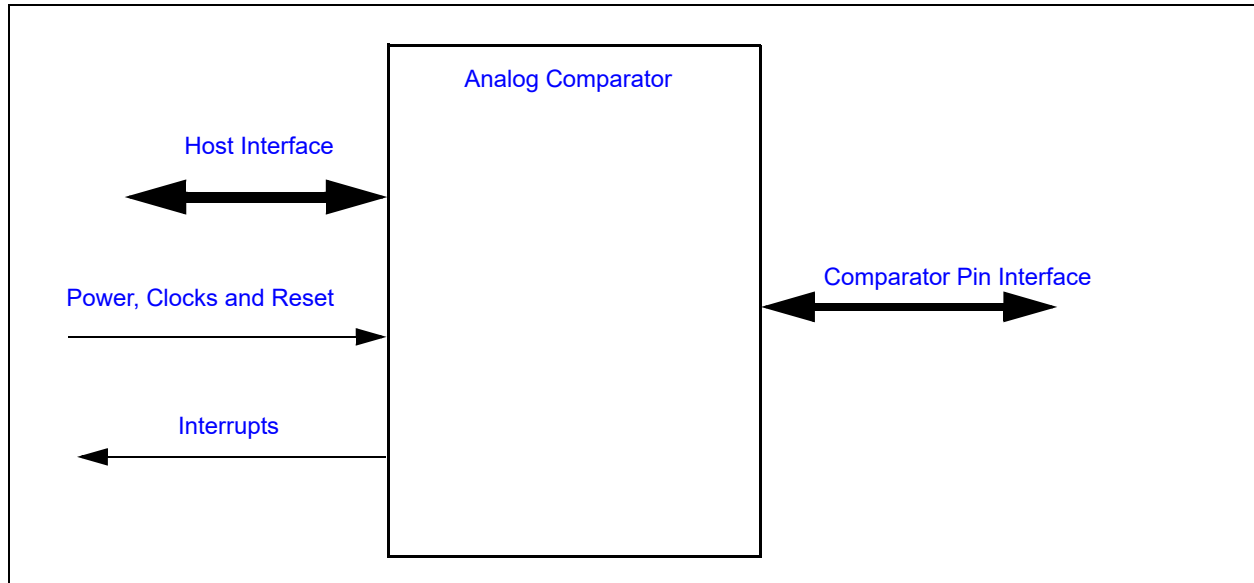 Analog Comparator
Host Interface
Comparator Pin Interface
Power, Clocks and Reset
Interrupts